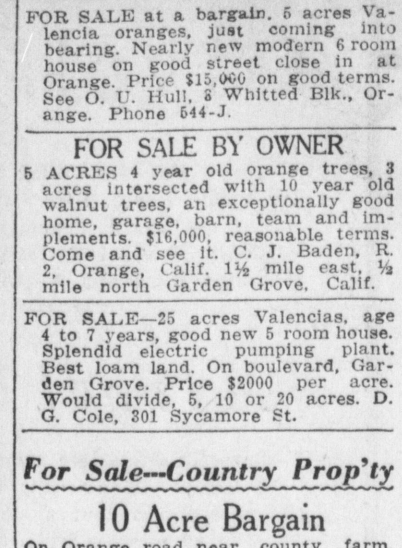 FOR SALE at a bargain. 5 acres Va-
lencia oranges, just coming into
bearing. Nearly new modern 6 room
house on good street close in at
Orange. Price $15,000 on good terms.
See O. U. Hull, 8 Whitted Blk., Or-
ange. Phone 544-J.
FOR SALE BY OWNER
5 ACRES 4 year old orange trees, 3
acres intersected with 10 year old
walnut trees, an exceptionally good
home, garage, barn, team and im-
plements. $16,000, reasonable terms.
Come and see it. C. J. Baden, R.
2, Orange, Calif. 1½ mile east, ½
mile north Garden Grove, Calif.
FOR SALE—25 acres Valencias, age
4 to 7 years, good new 5 room house.
Splendid electric pumping plant.
Best loam land. On boulevard, Gar-
den Grove. Price $2000 per acre.
Would divide, 5, 10 or 20 acres. D.
G. Cole, 301 Sycamore St.
For Sale---Country Prop'ty
10 Acre Bargain
On Orange road near county farm,